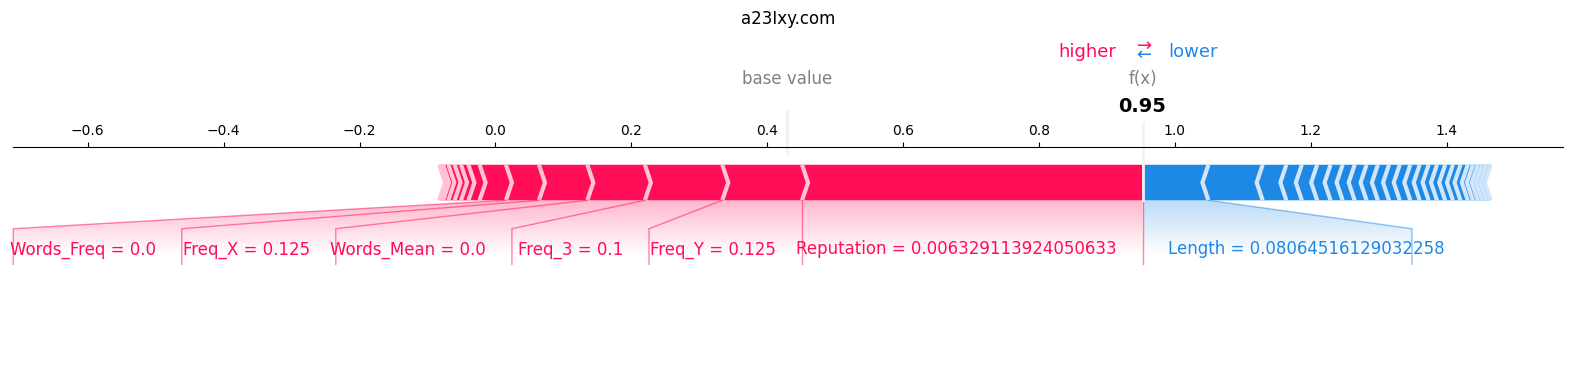 a23lxy.com
higher → ← lower
base value f(x)
0.95
−0.6 −0.4 −0.2 0.0 0.2 0.4 0.6 0.8 1.0 1.2 1.4
Words_Freq = 0.0 Freq_X = 0.125 Words_Mean = 0.0 Freq_3 = 0.1 Freq_Y = 0.125 Reputation = 0.006329113924050633 Length = 0.08064516129032258